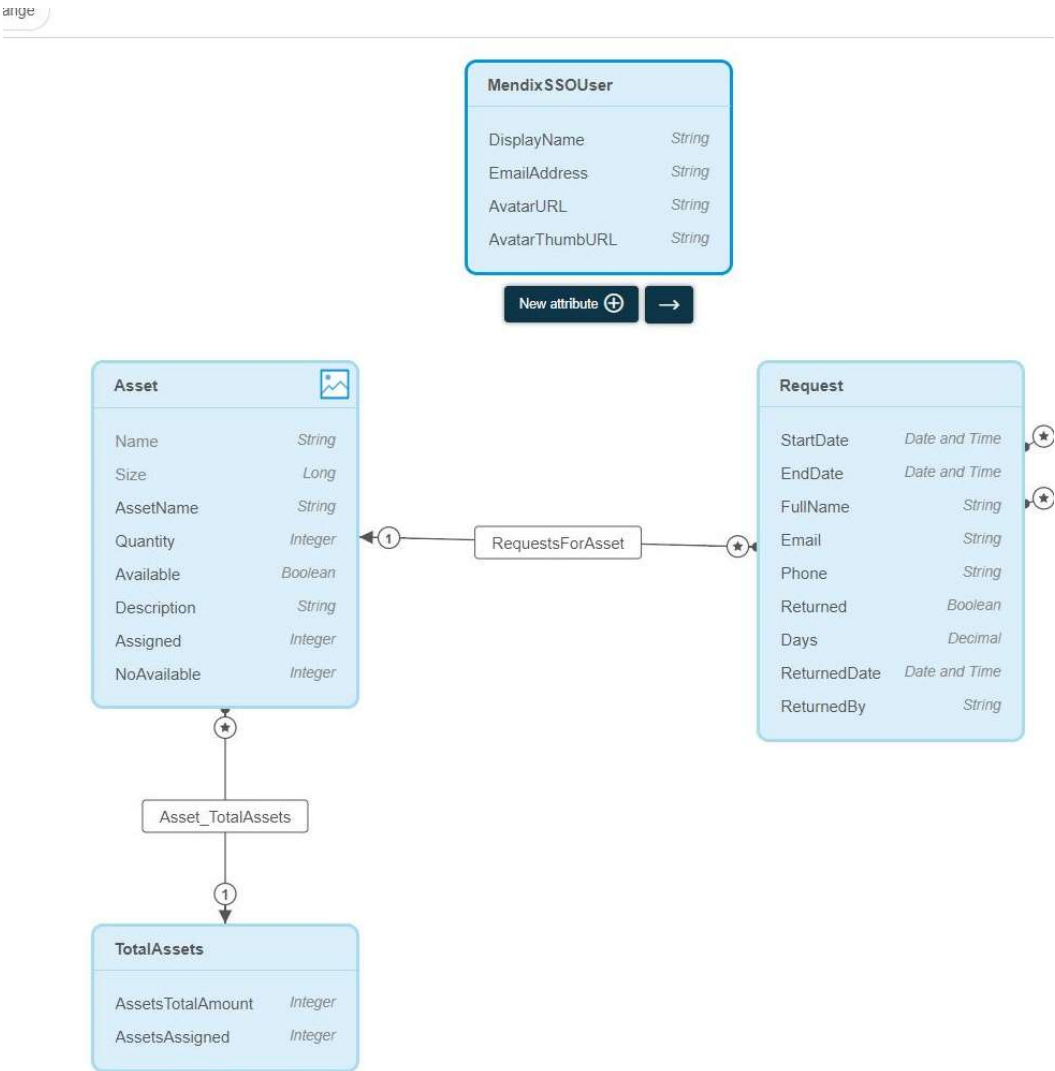 ange
MendixSSOUser
DisplayName String
EmailAddress String
AvatarURL String
AvatarThumbURL String
New attribute
Asset
Name String
Size Long
AssetName String
Quantity Integer
Available Boolean
Description String
Assigned Integer
NoAvailable Integer
1
RequestsForAsset
Request
StartDate Date and Time
EndDate Date and Time
FullName String
Email String
Phone String
Returned Boolean
Days Decimal
ReturnedDate Date and Time
ReturnedBy String
Asset_TotalAssets
1
TotalAssets
AssetsTotalAmount Integer
AssetsAssigned Integer